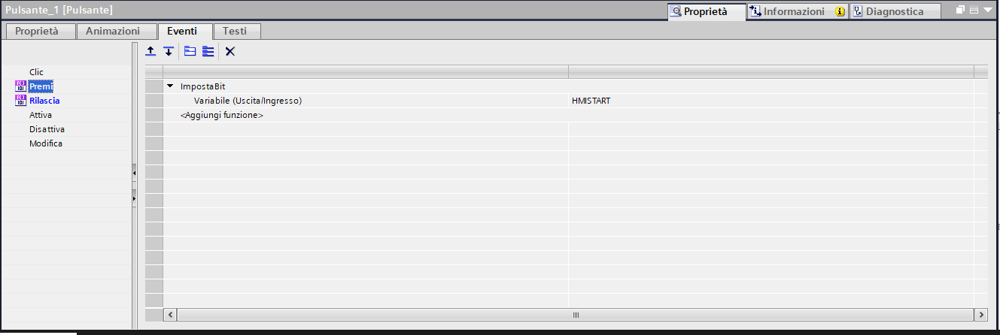 Pulsante_1 [Pulsante]
Proprietà Informazioni Diagnostica
Proprietà Animazioni Eventi Testi
Clic
Premi
Rilascia
Attiva
Disattiva
Modifica
ImpostaBit
Variabile (Uscita/Ingresso) HMISTART
<Aggiungi funzione>